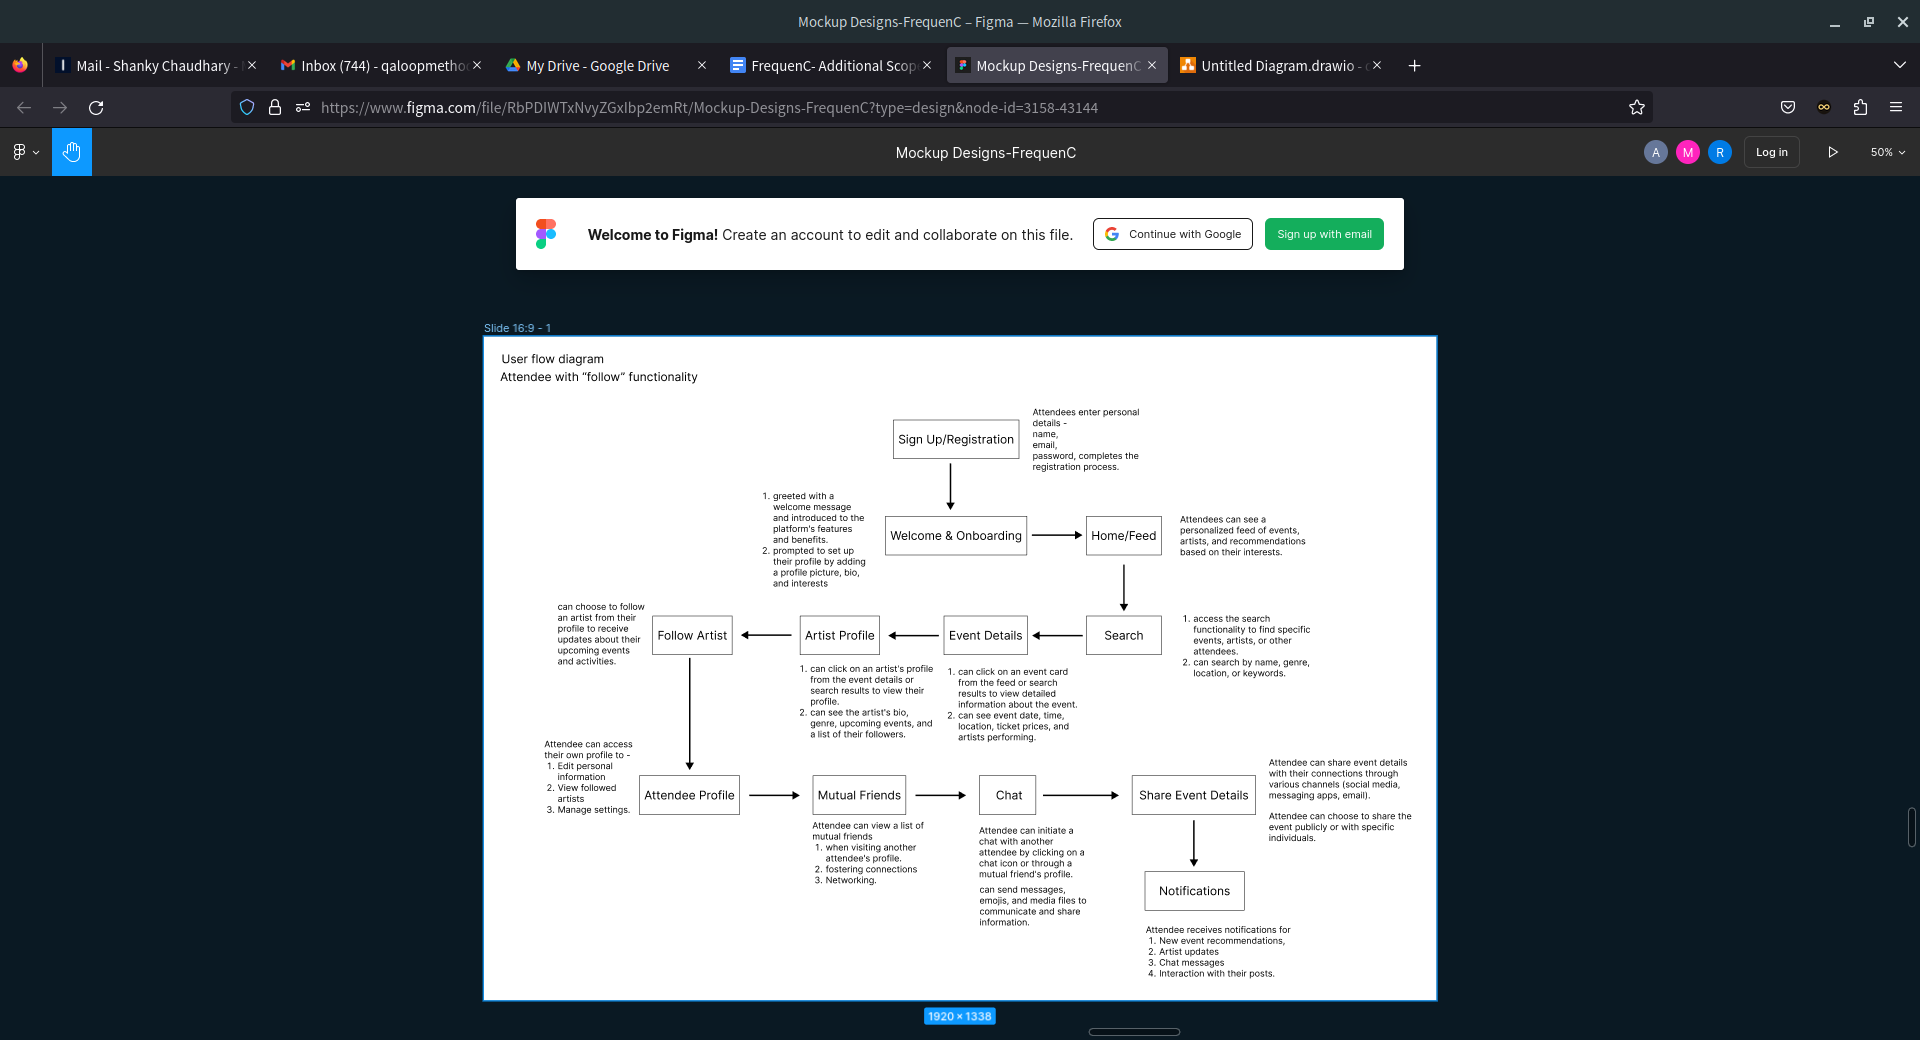 Mockup Designs-FrequenC – Figma — Mozilla Firefox
Mail - Shanky Chaudhary -
Inbox (744) - qaloopmetho
My Drive - Google Drive
FrequenC- Additional Scop
Mockup Designs-FrequenC
Untitled Diagram.drawio -
https://www.figma.com/file/RbPDIWTxNvyZGxIbp2emRt/Mockup-Designs-FrequenC?type=design&node-id=3158-43144
Mockup Designs-FrequenC
A
M
R
Log in
50%
Welcome to Figma! Create an account to edit and collaborate on this file.
Continue with Google
Sign up with email
Slide 16:9 - 1
User flow diagram
Attendee with “follow” functionality
Sign Up/Registration
Attendees enter personal
details -
name,
email,
password, completes the
registration process.
1. greeted with a
welcome message
and introduced to the
platform's features
and benefits.
2. prompted to set up
their profile by adding
a profile picture, bio,
and interests
Welcome & Onboarding
Home/Feed
Attendees can see a
personalized feed of events,
artists, and recommendations
based on their interests.
can choose to follow
an artist from their
profile to receive
updates about their
upcoming events
and activities.
Follow Artist
Artist Profile
Event Details
Search
1. access the search
functionality to find specific
events, artists, or other
attendees.
2. can search by name, genre,
location, or keywords.
1. can click on an artist's profile
from the event details or
search results to view their
profile.
2. can see the artist's bio,
genre, upcoming events, and
a list of their followers.
1. can click on an event card
from the feed or search
results to view detailed
information about the event.
2. can see event date, time,
location, ticket prices, and
artists performing.
Attendee can access
their own profile to -
1. Edit personal
information
2. View followed
artists
3. Manage settings.
Attendee Profile
Mutual Friends
Chat
Share Event Details
Attendee can share event details
with their connections through
various channels (social media,
messaging apps, email).
Attendee can choose to share the
event publicly or with specific
individuals.
Attendee can view a list of
mutual friends
1. when visiting another
attendee's profile.
2. fostering connections
3. Networking.
Attendee can initiate a
chat with another
attendee by clicking on a
chat icon or through a
mutual friend's profile.
can send messages,
emojis, and media files to
communicate and share
information.
Notifications
Attendee receives notifications for
1. New event recommendations,
2. Artist updates
3. Chat messages
4. Interaction with their posts.
1920 × 1338